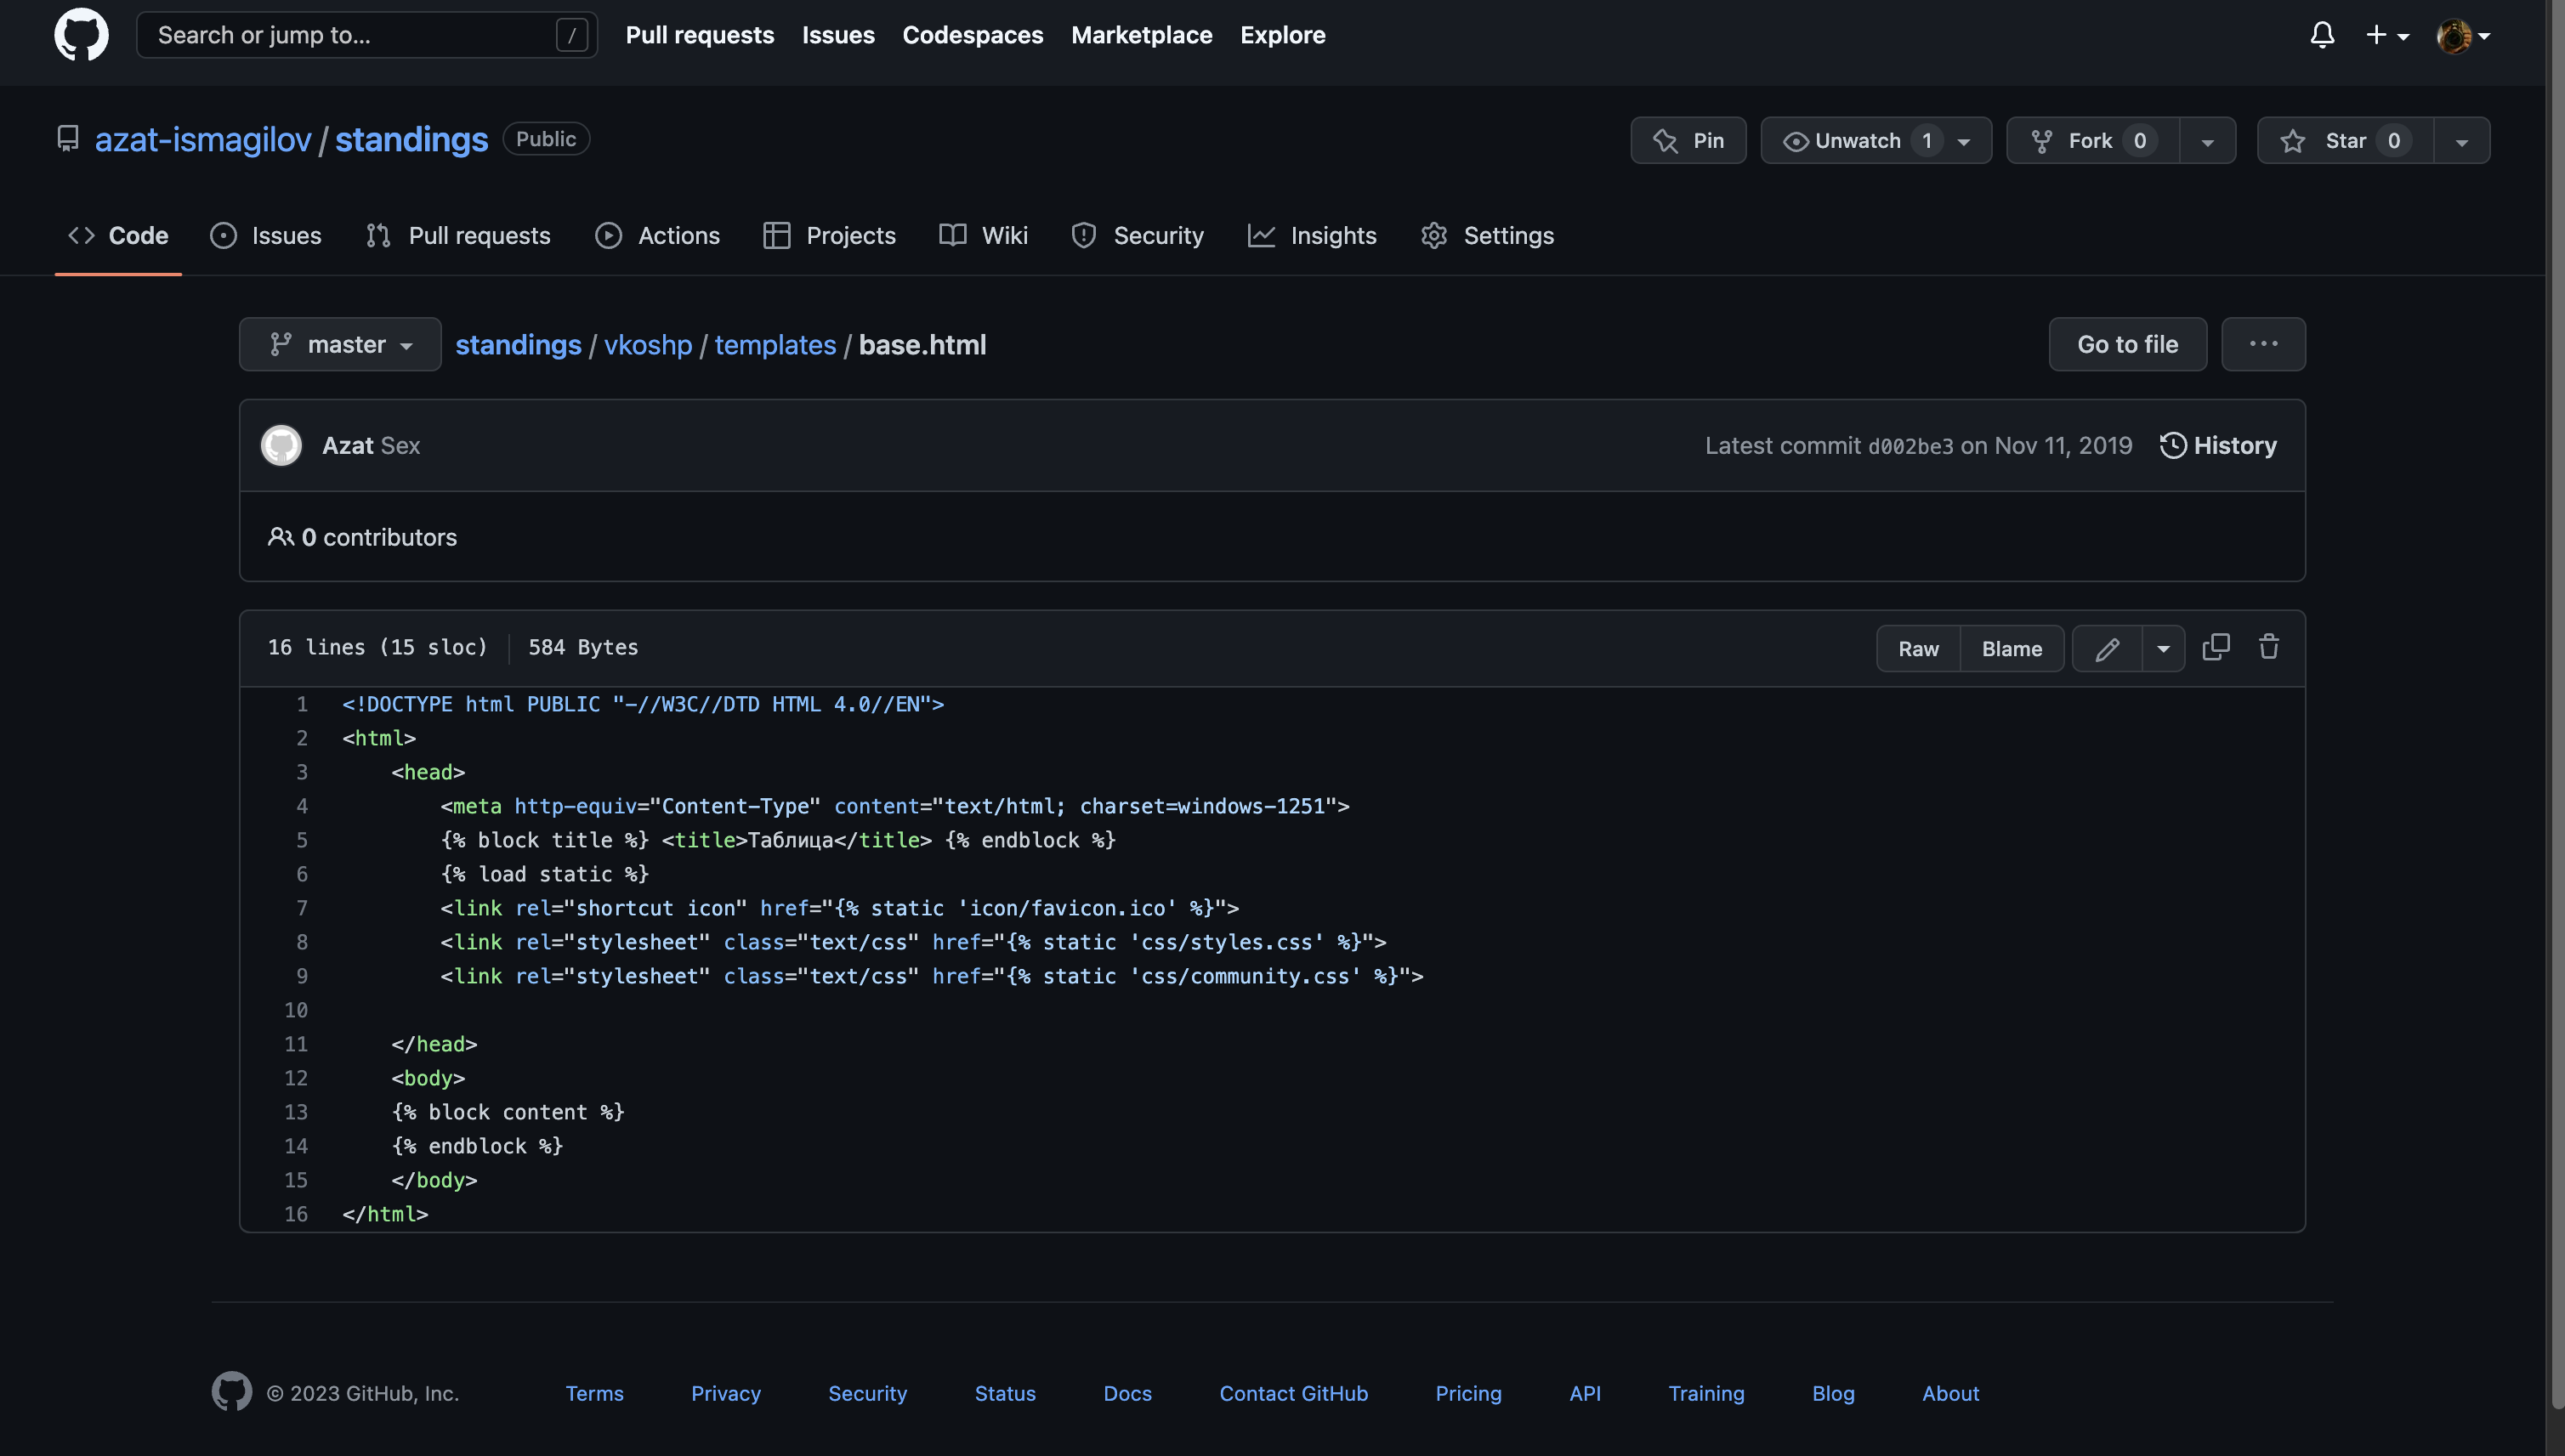 Search or jump to... / Pull requests Issues Codespaces Marketplace Explore
azat-ismagilov / standings Public Pin Unwatch 1 Fork 0 Star 0
Code Issues Pull requests Actions Projects Wiki Security Insights Settings
master standings / vkoshp / templates / base.html Go to file ...
Azat Sex Latest commit d002be3 on Nov 11, 2019 History
0 contributors
16 lines (15 sloc) 584 Bytes Raw Blame
1 <!DOCTYPE html PUBLIC "-//W3C//DTD HTML 4.0//EN">
2 <html>
3 <head>
4 <meta http-equiv="Content-Type" content="text/html; charset=windows-1251">
5 {% block title %} <title>Таблица</title> {% endblock %}
6 {% load static %}
7 <link rel="shortcut icon" href="{% static 'icon/favicon.ico' %}">
8 <link rel="stylesheet" class="text/css" href="{% static 'css/styles.css' %}">
9 <link rel="stylesheet" class="text/css" href="{% static 'css/community.css' %}">
10
11 </head>
12 <body>
13 {% block content %}
14 {% endblock %}
15 </body>
16 </html>
© 2023 GitHub, Inc. Terms Privacy Security Status Docs Contact GitHub Pricing API Training Blog About